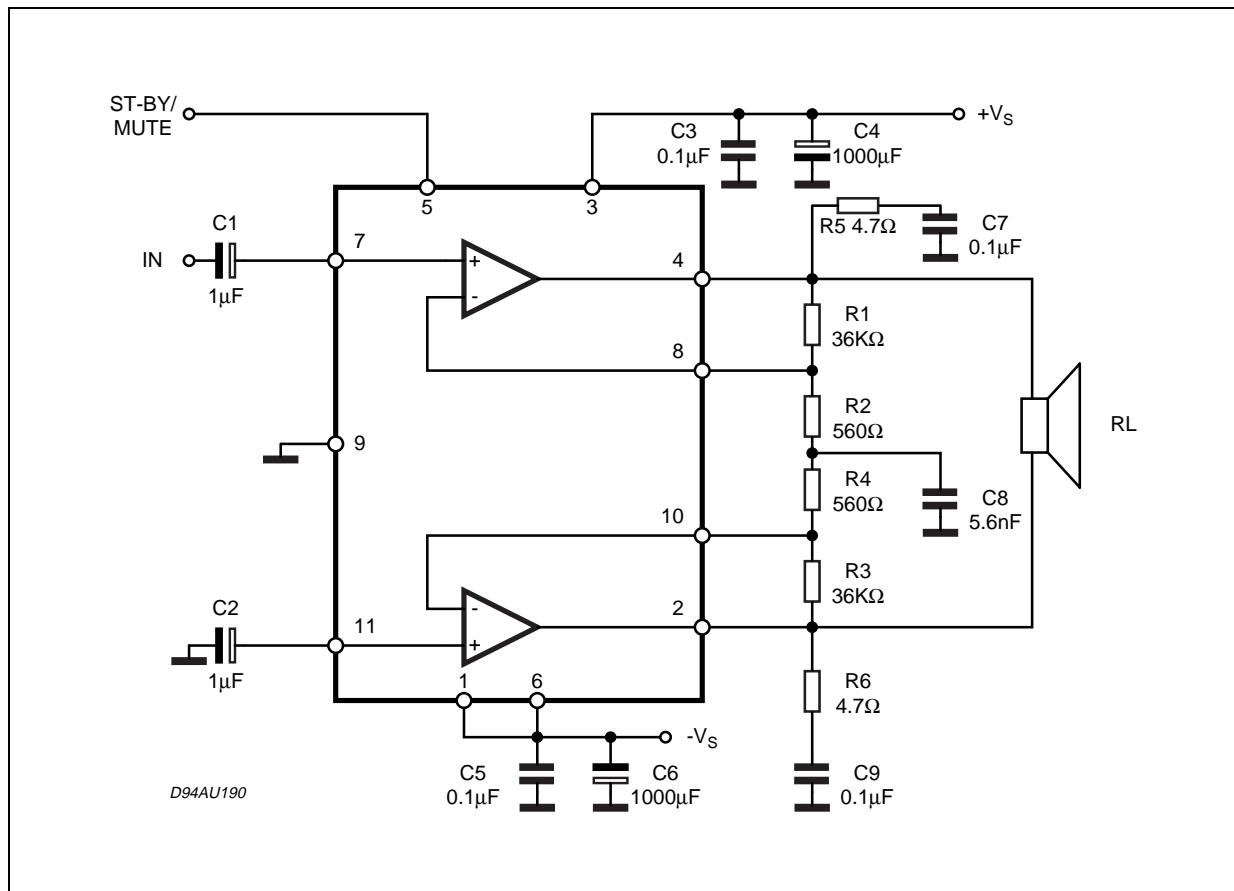 ST-BY/
MUTE
+VS
C3
0.1µF
C4
1000µF
5
3
R5 4.7Ω
C7
0.1µF
C1
IN
1µF
7
+
-
4
R1
36KΩ
8
R2
560Ω
RL
9
R4
560Ω
C8
5.6nF
10
R3
36KΩ
C2
1µF
11
-
+
2
1
6
R6
4.7Ω
-VS
C5
0.1µF
C6
1000µF
C9
0.1µF
D94AU190